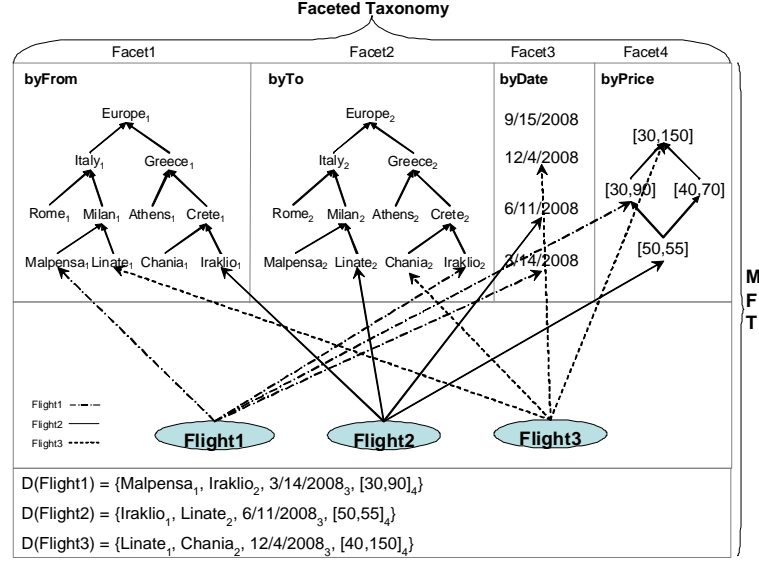 Faceted Taxonomy
Facet1 Facet2 Facet3 Facet4
byFrom byTo byDate byPrice
Europe1 Europe2 9/15/2008
[30,150]
Italy1 Greece1 Italy2 Greece2 12/4/2008
[30,90] [40,70]
Rome1 Milan1 Athens1 Crete1 Rome2 Milan2 Athens2 Crete2 6/11/2008
[50,55]
Malpensa1 Linate1 Chania1 Iraklio1 Malpensa2 Linate2 Chania2 Iraklio2 3/14/2008
M
F
T
Flight1
Flight2
Flight3
Flight1 Flight2 Flight3
D(Flight1) = {Malpensa1, Iraklio2, 3/14/20083, [30,90]4}
D(Flight2) = {Iraklio1, Linate2, 6/11/20083, [50,55]4}
D(Flight3) = {Linate1, Chania2, 12/4/20083, [40,150]4}